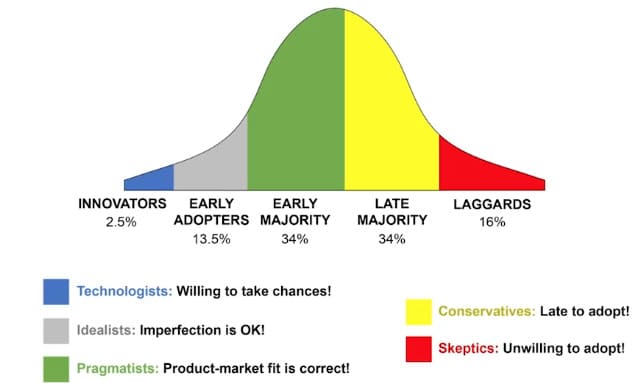 INNOVATORS
2.5%
EARLY
ADOPTERS
13.5%
EARLY
MAJORITY
34%
LATE
MAJORITY
34%
LAGGARDS
16%
Technologists: Willing to take chances!
Idealists: Imperfection is OK!
Pragmatists: Product-market fit is correct!
Conservatives: Late to adopt!
Skeptics: Unwilling to adopt!